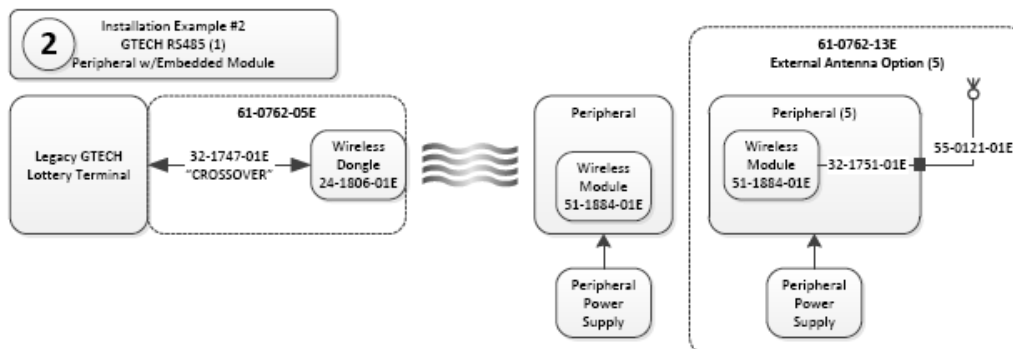 2
Installation Example #2
GTECH RS485 (1)
Peripheral w/Embedded Module
61-0762-13E
External Antenna Option (5)
61-0762-05E
Legacy GTECH
Lottery Terminal
32-1747-01E
"CROSSOVER"
Wireless
Dongle
24-1806-01E
Peripheral
Wireless
Module
51-1884-01E
Peripheral
Power
Supply
Peripheral (5)
Wireless
Module
51-1884-01E
32-1751-01E
55-0121-01E
Peripheral
Power
Supply